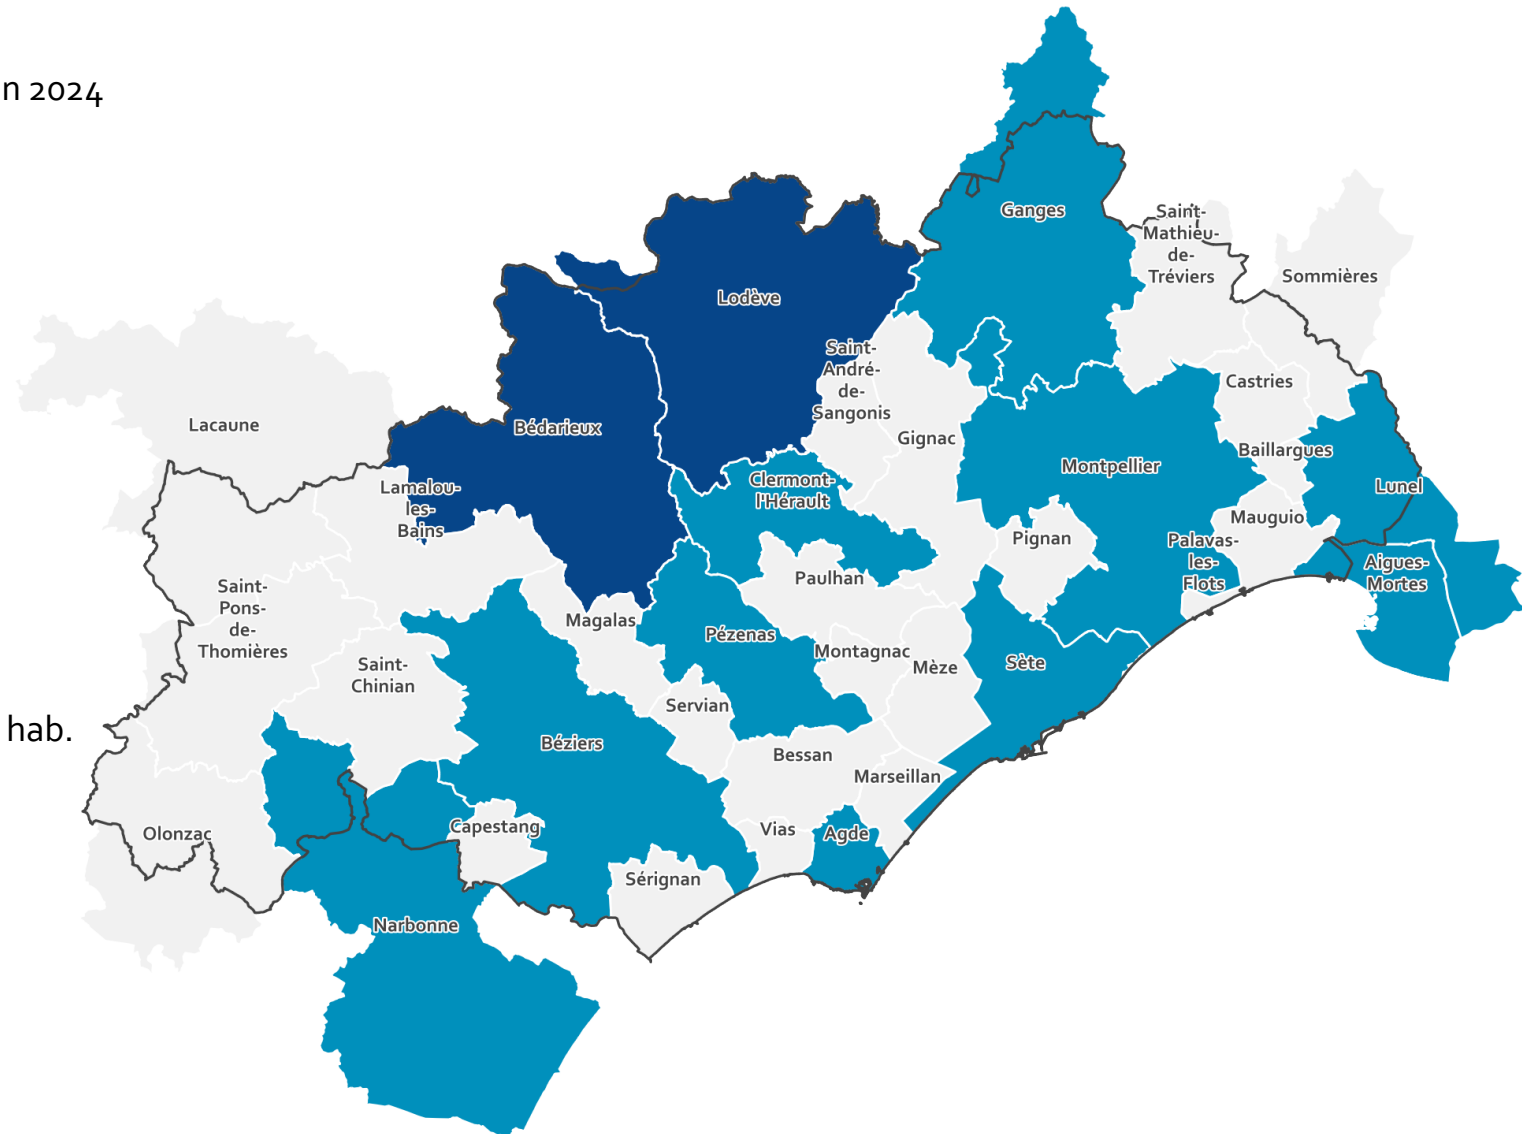 n 2024
Ganges
Saint-
Mathieu-
de-
Tréviers
Sommières
Lodève
Saint-
André-
de-
Sangonis
Castries
Lacaune
Bédarieux
Gignac
Baillargues
Montpellier
Lamalou-
les-
Bains
Clermont-
l'Hérault
Lunel
Mauguio
Pignan
Palavas-
les-
Flots
Aigues-
Mortes
Paulhan
Saint-
Pons-
de-
Thomières
Magalas
Pézenas
Montagnac
Mèze
Sète
Saint-
Chinian
Servian
hab.
Béziers
Bessan
Marseillan
Olonzac
Capestang
Vias
Agde
Sérignan
Narbonne